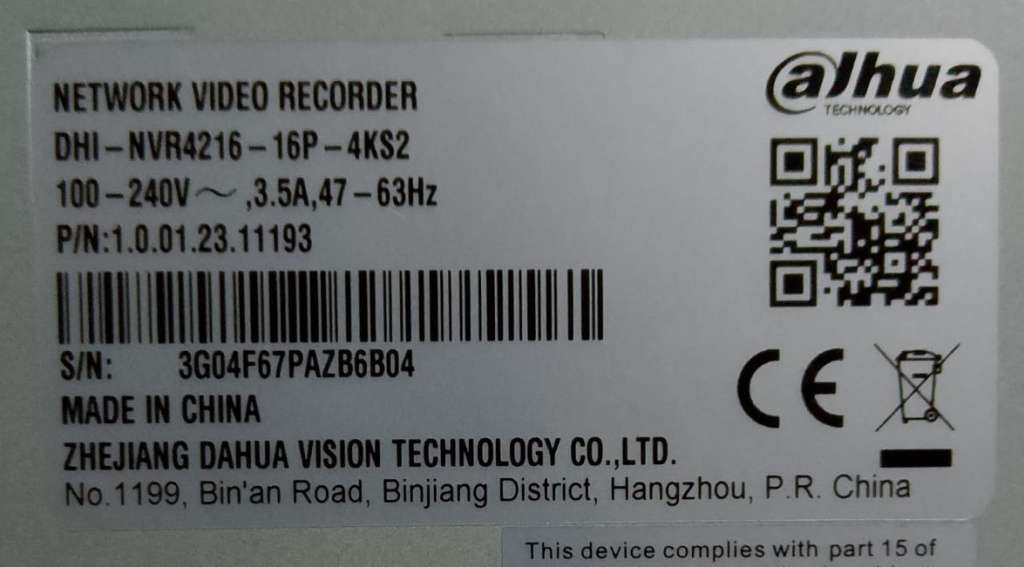 NETWORK VIDEO RECORDER
DHI-NVR4216-16P-4KS2
100-240V～,3.5A,47-63Hz
P/N:1.0.01.23.11193
S/N: 3G04F67PAZB6B04
MADE IN CHINA
ZHEJIANG DAHUA VISION TECHNOLOGY CO.,LTD.
No.1199, Bin'an Road, Binjiang District, Hangzhou, P.R. China
alhua
TECHNOLOGY
CE
This device complies with part 15 of